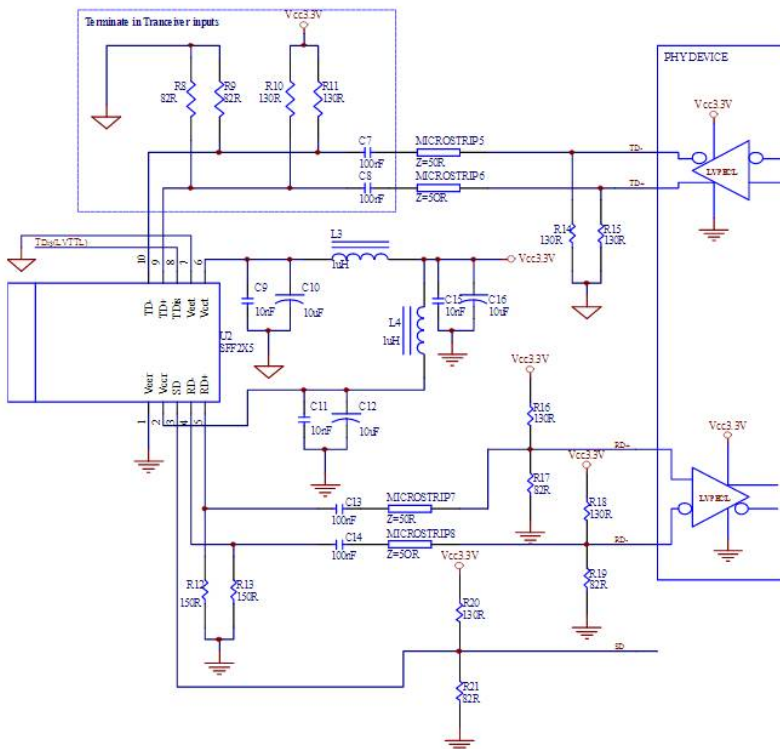 Terminate in Tranceiver inputs
Vcc3.3V
R8
82R
R9
82R
R10
130R
R11
130R
PHY DEVICE
Vcc3.3V
C7
100nF
MICROSTRIP5
Z=50R
TD-
LVPECL
C8
100nF
MICROSTRIP6
Z=50R
TD+
R14
130R
R15
130R
TDis(LVTTL)
10
9
8
7
6
L3
1uH
Vcc3.3V
C9
10nF
C10
10uF
C15
10nF
C16
10uF
L4
1uH
TD-
TD+
TDis
Veet
Vcct
U2
SFF2X5
Veer
Vccr
SD
RD-
RD+
1
2
3
4
5
C11
10nF
C12
10uF
Vcc3.3V
R16
130R
RD+
Vcc3.3V
R17
82R
Vcc3.3V
LVPECL
C13
100nF
MICROSTRIP7
Z=50R
R18
130R
C14
100nF
MICROSTRIP8
Z=50R
RD-
Vcc3.3V
R12
150R
R13
150R
R19
82R
R20
130R
SD
R21
82R